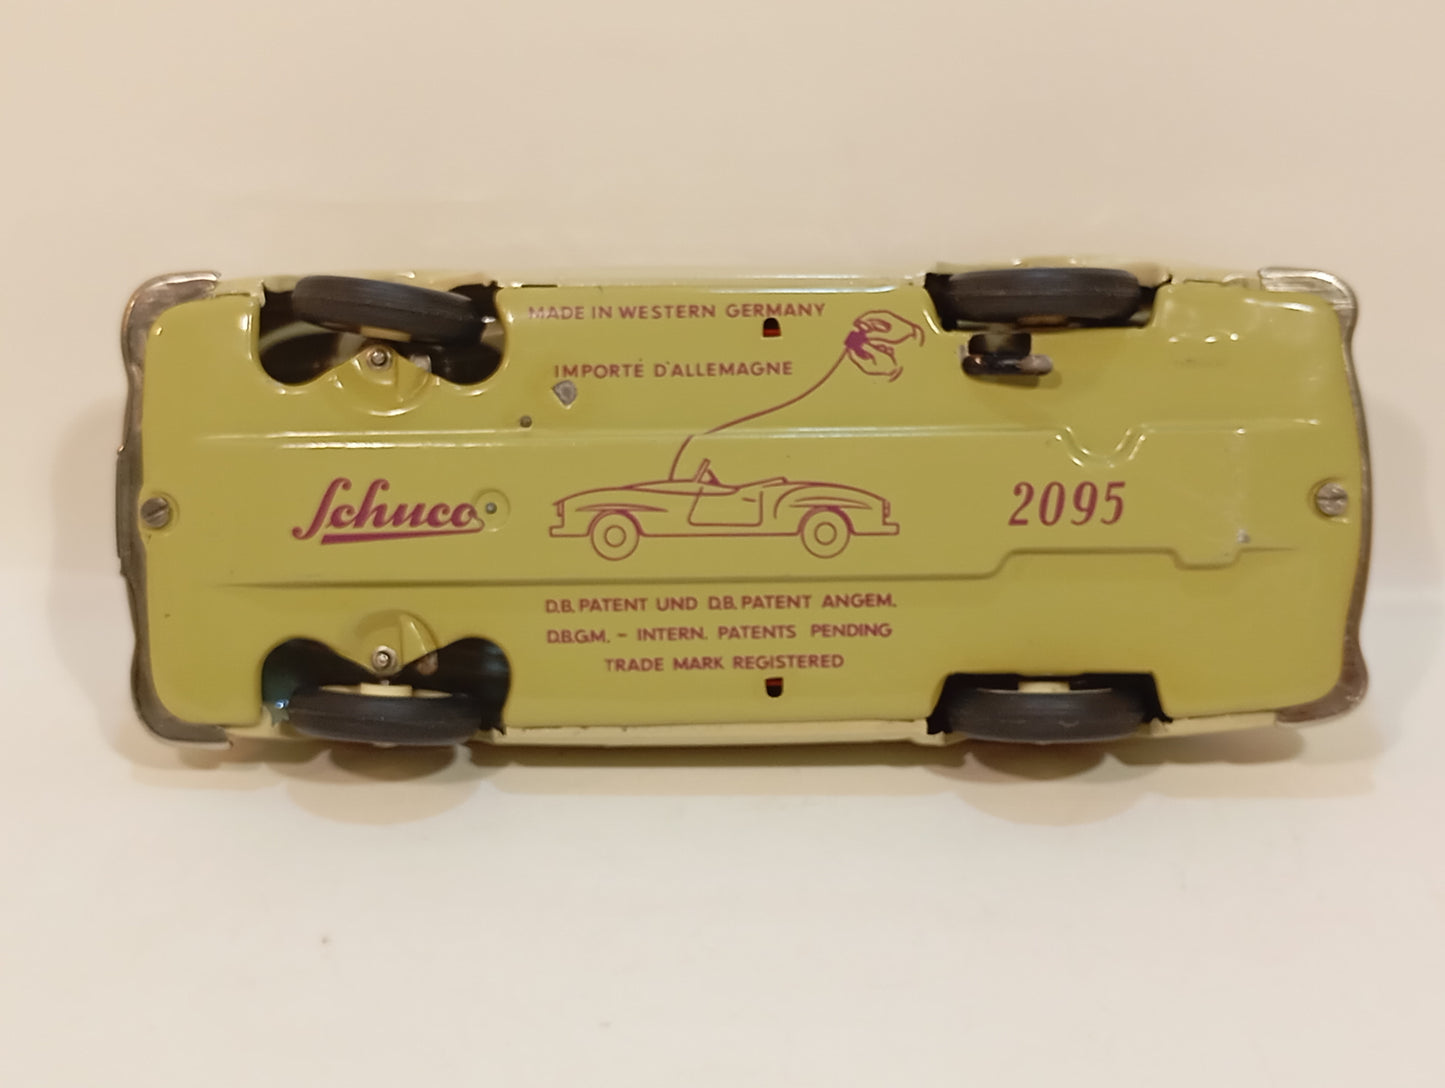 MADE IN WESTERN GERMANY
IMPORTÉ D'ALLEMAGNE
Schuco
2095
D.B. PATENT UND D.B. PATENT ANGEM.
D.B.G.M. - INTERN. PATENTS PENDING
TRADE MARK REGISTERED